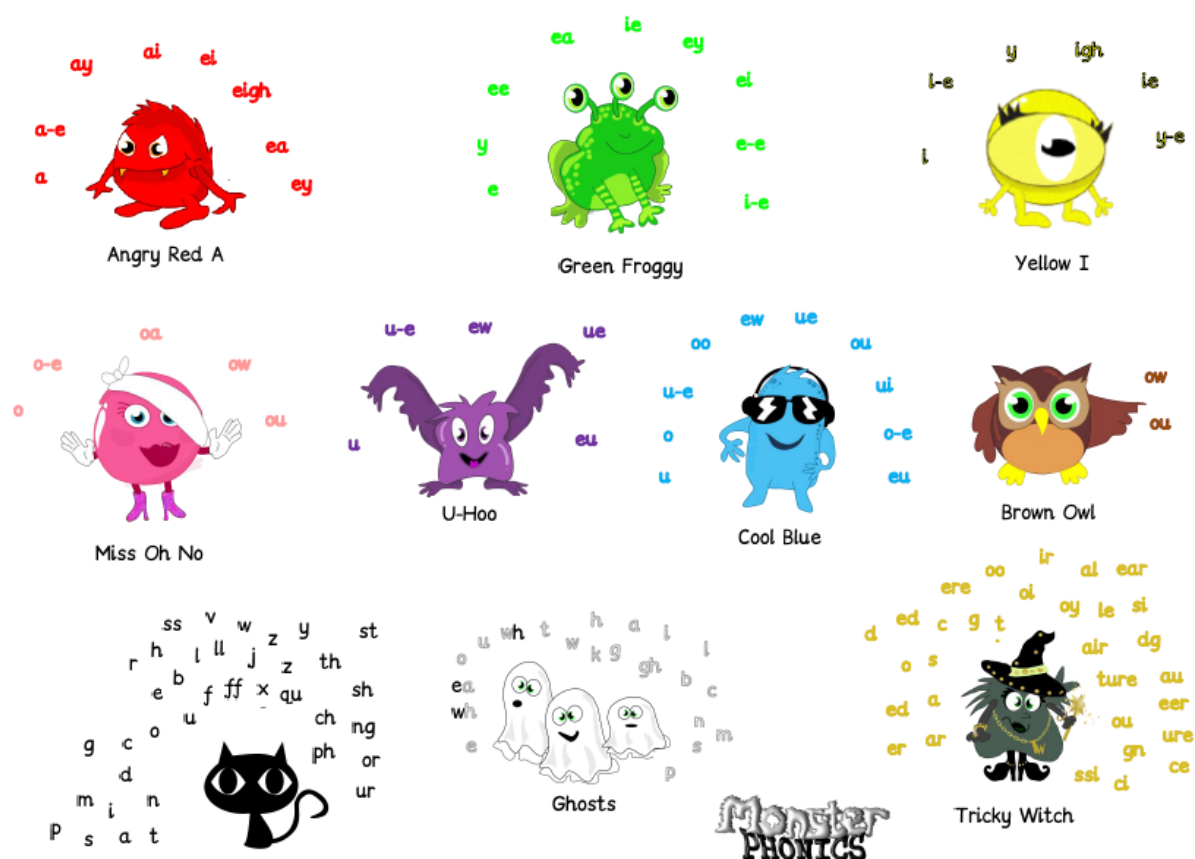 a
a-e
ay
ai
ei
eigh
ea
ey
Angry Red A
e
y
ee
ea
ie
ey
ei
e-e
i-e
Green Froggy
i
i-e
y
igh
ie
y-e
Yellow I
o
o-e
oa
ow
ou
Miss Oh No
u
u-e
ew
ue
eu
U-Hoo
u
o
u-e
oo
ew
ue
ou
ui
o-e
eu
Cool Blue
ow
ou
Brown Owl
ss v w y st
r h l ll j z z th
e b f ff x qu sh
u ch ng
o ph or
g c ur
d
m i n
p s a t
e
wh
ea
o
u
wh
t
w
h
k
g
a
gh
i
b
l
c
n
m
s
p
Ghosts
oo ir al ear
ere oi oy le si
d ed c g t air dg
o s ture au
ed a ou eer
er ar gn ure
ssi ci ce
Tricky Witch
Monster
PHONICS